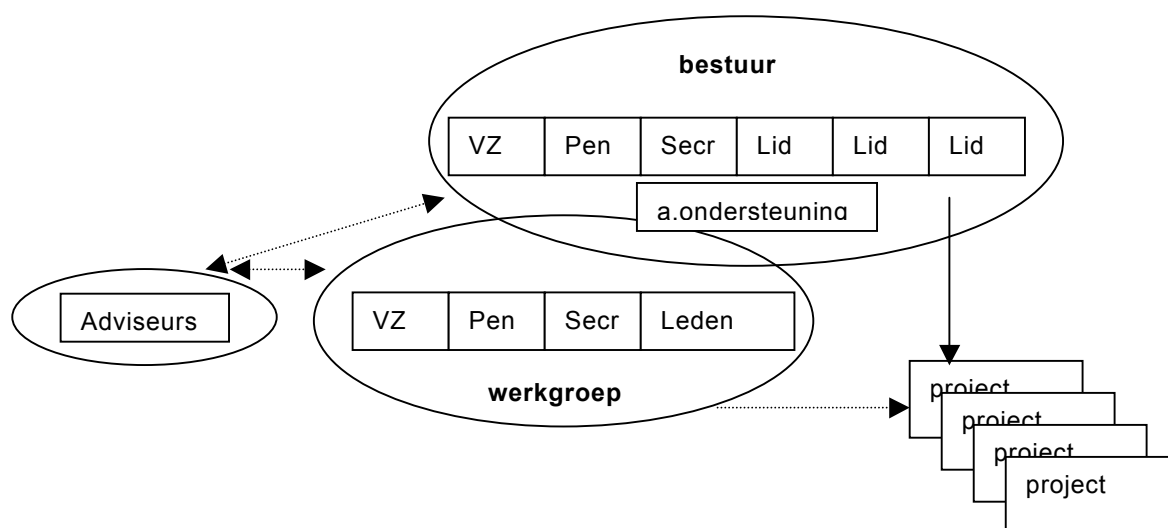 bestuur
VZ Pen Secr Lid Lid Lid
a.ondersteuning
Adviseurs
VZ Pen Secr Leden
werkgroep
project
project
project
project